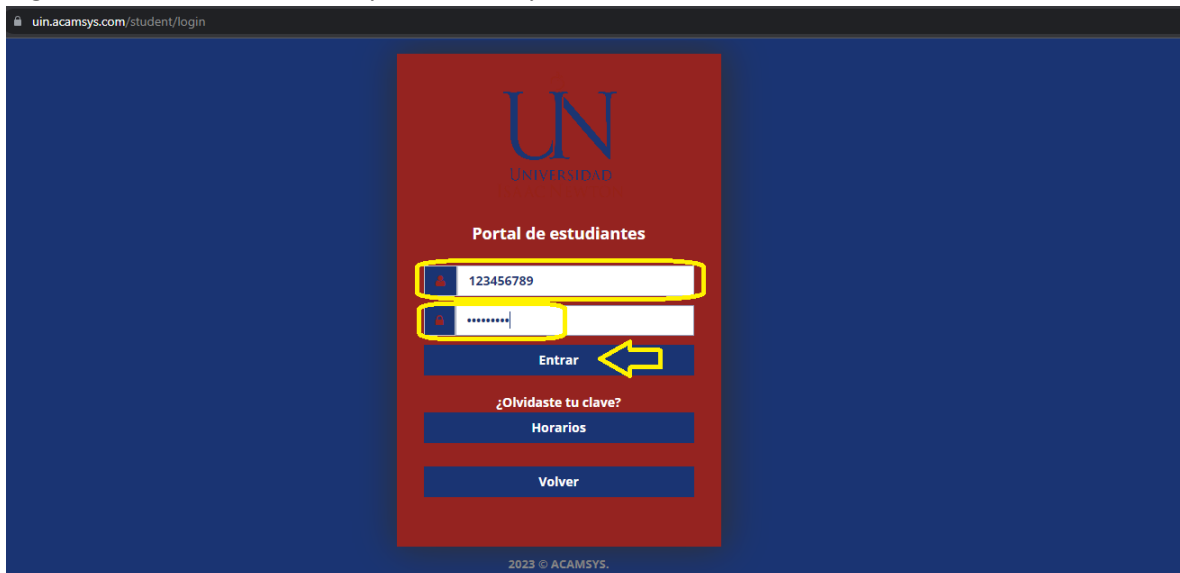 uin.acamsys.com/student/login
UN
UNIVERSIDAD
Portal de estudiantes
123456789
•••••••••
Entrar
¿Olvidaste tu clave?
Horarios
Volver
2023 © ACAMSYS.